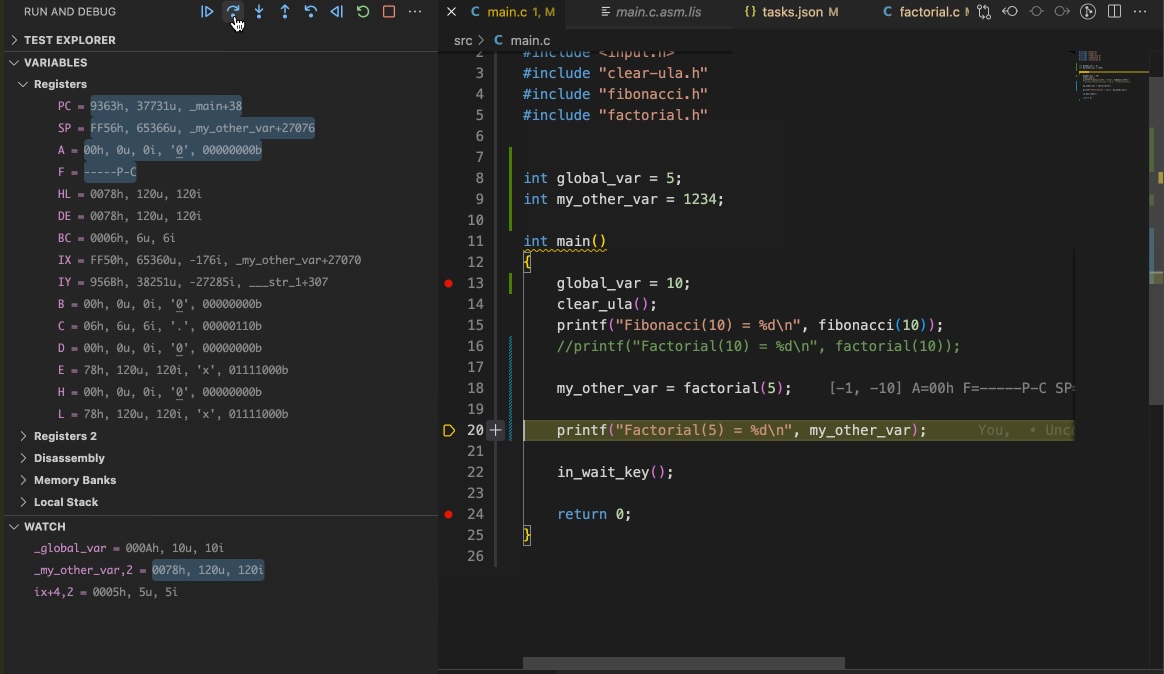 RUN AND DEBUG
TEST EXPLORER
VARIABLES
Registers
PC = 9363h, 37731u, _main+38
SP = FF56h, 65366u, _my_other_var+27076
A = 00h, 0u, 0i, '0', 00000000b
F = -----P-C
HL = 0078h, 120u, 120i
DE = 0078h, 120u, 120i
BC = 0006h, 6u, 6i
IX = FF50h, 65360u, -176i, _my_other_var+27070
IY = 956Bh, 38251u, -27285i, ___str_1+307
B = 00h, 0u, 0i, '0', 00000000b
C = 06h, 6u, 6i, '.', 00000110b
D = 00h, 0u, 0i, '0', 00000000b
E = 78h, 120u, 120i, 'x', 01111000b
H = 00h, 0u, 0i, '0', 00000000b
L = 78h, 120u, 120i, 'x', 01111000b
Registers 2
Disassembly
Memory Banks
Local Stack
WATCH
_global_var = 000Ah, 10u, 10i
_my_other_var,2 = 0078h, 120u, 120i
ix+4,2 = 0005h, 5u, 5i
main.c 1, M
main.c.asm.lis
tasks.json M
factorial.c
src > C main.c
2 #include <input.h>
3 #include "clear-ula.h"
4 #include "fibonacci.h"
5 #include "factorial.h"
6
7
8 int global_var = 5;
9 int my_other_var = 1234;
10
11 int main()
12 {
13 global_var = 10;
14 clear_ula();
15 printf("Fibonacci(10) = %d\n", fibonacci(10));
16 //printf("Factorial(10) = %d\n", factorial(10));
17
18 my_other_var = factorial(5); [-1, -10] A=00h F=-----P-C SP=
19
20 printf("Factorial(5) = %d\n", my_other_var); You, • Unc
21
22 in_wait_key();
23
24 return 0;
25 }
26